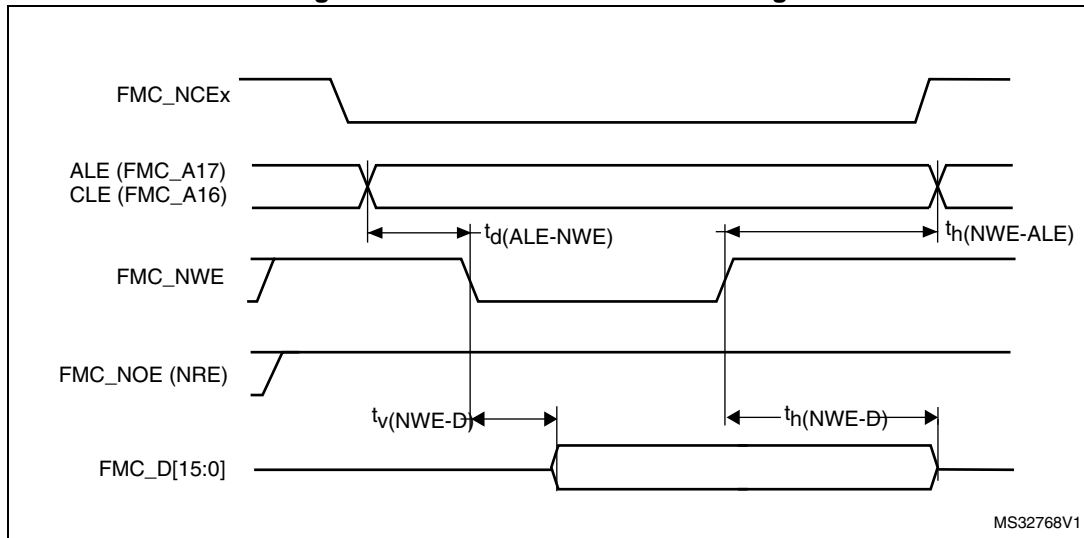 FMC_NCEx
ALE (FMC_A17)
CLE (FMC_A16)
td(ALE-NWE)
th(NWE-ALE)
FMC_NWE
FMC_NOE (NRE)
tv(NWE-D)
th(NWE-D)
FMC_D[15:0]
MS32768V1